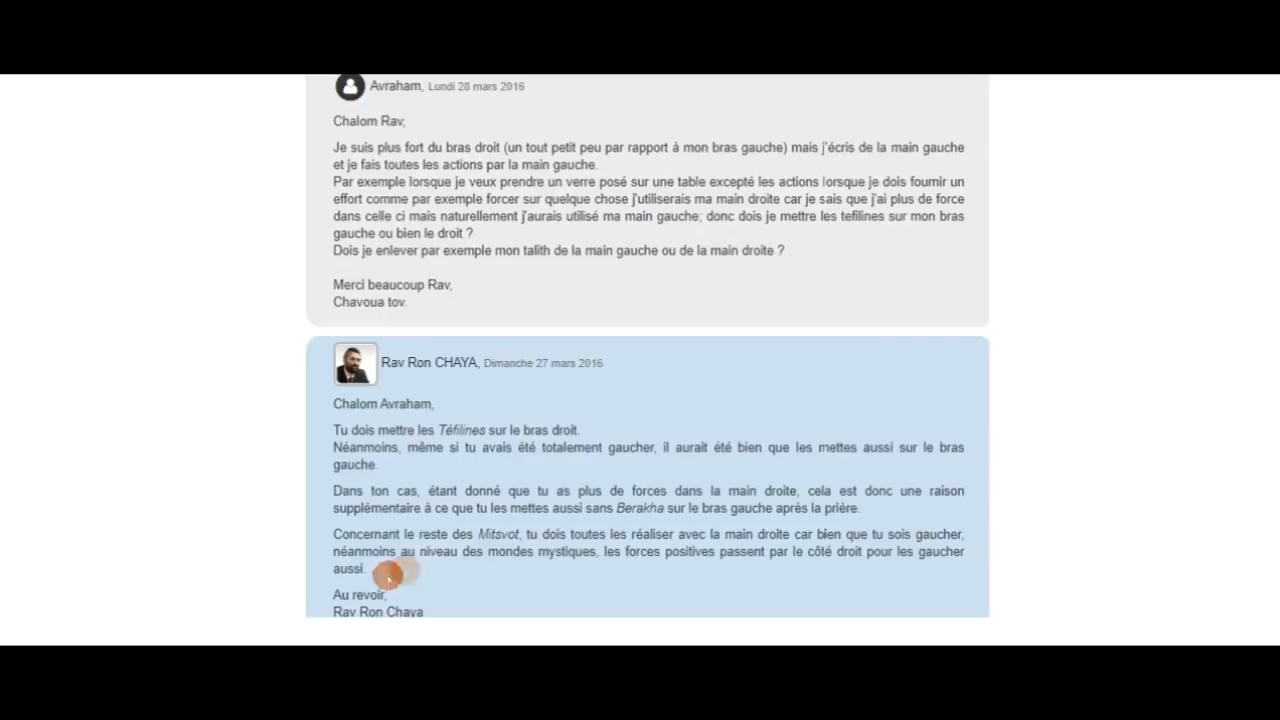 Avraham, Lundi 28 mars 2016
Chalom Rav,
Je suis plus fort du bras droit (un tout petit peu par rapport à mon bras gauche) mais j'écris de la main gauche
et je fais toutes les actions par la main gauche.
Par exemple lorsque je veux prendre un verre posé sur une table excepté les actions lorsque je dois fournir un
effort comme par exemple forcer sur quelque chose j'utiliserais ma main droite car je sais que j'ai plus de force
dans celle ci mais naturellement j'aurais utilisé ma main gauche; donc dois je mettre les tefilines sur mon bras
gauche ou bien le droit ?
Dois je enlever par exemple mon talith de la main gauche ou de la main droite ?
Merci beaucoup Rav,
Chavoua tov.
Rav Ron CHAYA, Dimanche 27 mars 2016
Chalom Avraham,
Tu dois mettre les Téfilines sur le bras droit.
Néanmoins, même si tu avais été totalement gaucher, il aurait été bien que les mettes aussi sur le bras
gauche.
Dans ton cas, étant donné que tu as plus de forces dans la main droite, cela est donc une raison
supplémentaire à ce que tu les mettes aussi sans Berakha sur le bras gauche après la prière.
Concernant le reste des Mitsvot, tu dois toutes les réaliser avec la main droite car bien que tu sois gaucher,
néanmoins au niveau des mondes mystiques, les forces positives passent par le côté droit pour les gaucher
aussi.
Au revoir,
Rav Ron Chaya